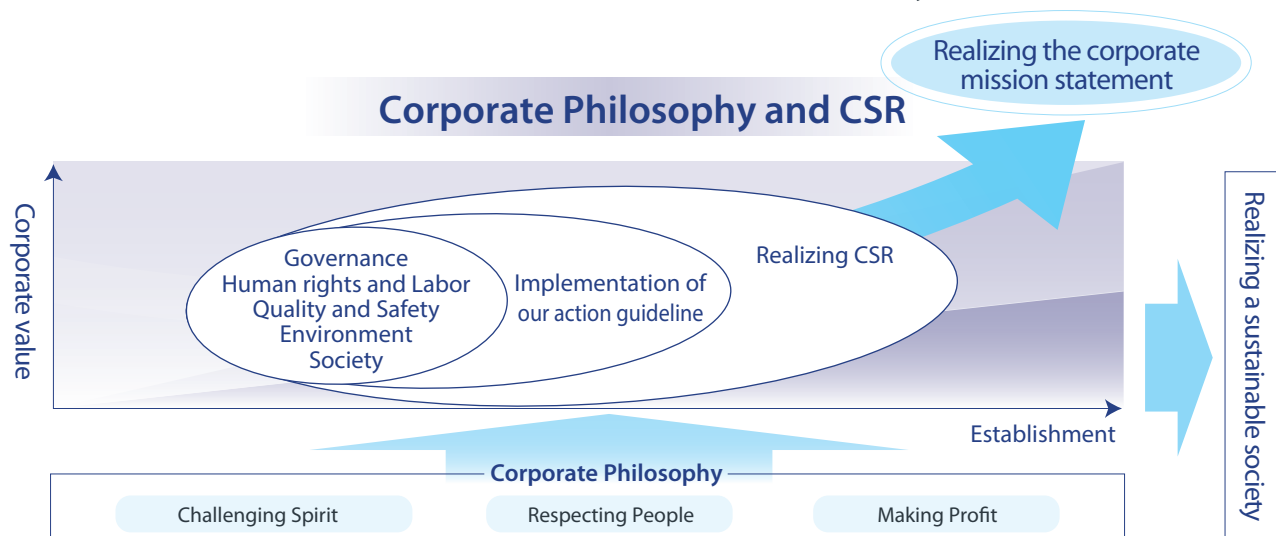 Realizing the corporate
mission statement
Corporate Philosophy and CSR
Corporate value
Governance
Human rights and Labor
Quality and Safety
Environment
Society
Implementation of
our action guideline
Realizing CSR
Establishment
Realizing a sustainable society
Corporate Philosophy
Challenging Spirit
Respecting People
Making Profit